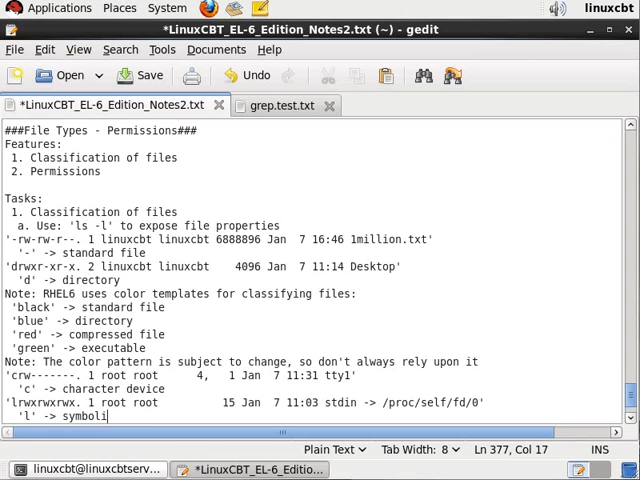 Applications Places System linuxcbt
*LinuxCBT_EL-6_Edition_Notes2.txt (~) - gedit
File Edit View Search Tools Documents Help
Open Save Undo
*LinuxCBT_EL-6_Edition_Notes2.txt grep.test.txt
###File Types - Permissions###
Features:
1. Classification of files
2. Permissions
Tasks:
1. Classification of files
a. Use: 'ls -l' to expose file properties
'-rw-rw-r--. 1 linuxcbt linuxcbt 6888896 Jan 7 16:46 1million.txt'
'-' -> standard file
'drwxr-xr-x. 2 linuxcbt linuxcbt 4096 Jan 7 11:14 Desktop'
'd' -> directory
Note: RHEL6 uses color templates for classifying files:
'black' -> standard file
'blue' -> directory
'red' -> compressed file
'green' -> executable
Note: The color pattern is subject to change, so don't always rely upon it
'crw-------. 1 root root 4, 1 Jan 7 11:31 tty1'
'c' -> character device
'lrwxrwxrwx. 1 root root 15 Jan 7 11:03 stdin -> /proc/self/fd/0'
'l' -> symboli
Plain Text Tab Width: 8 Ln 377, Col 17 INS
linuxcbt@linuxcbtserv... *LinuxCBT_EL-6_Editio...